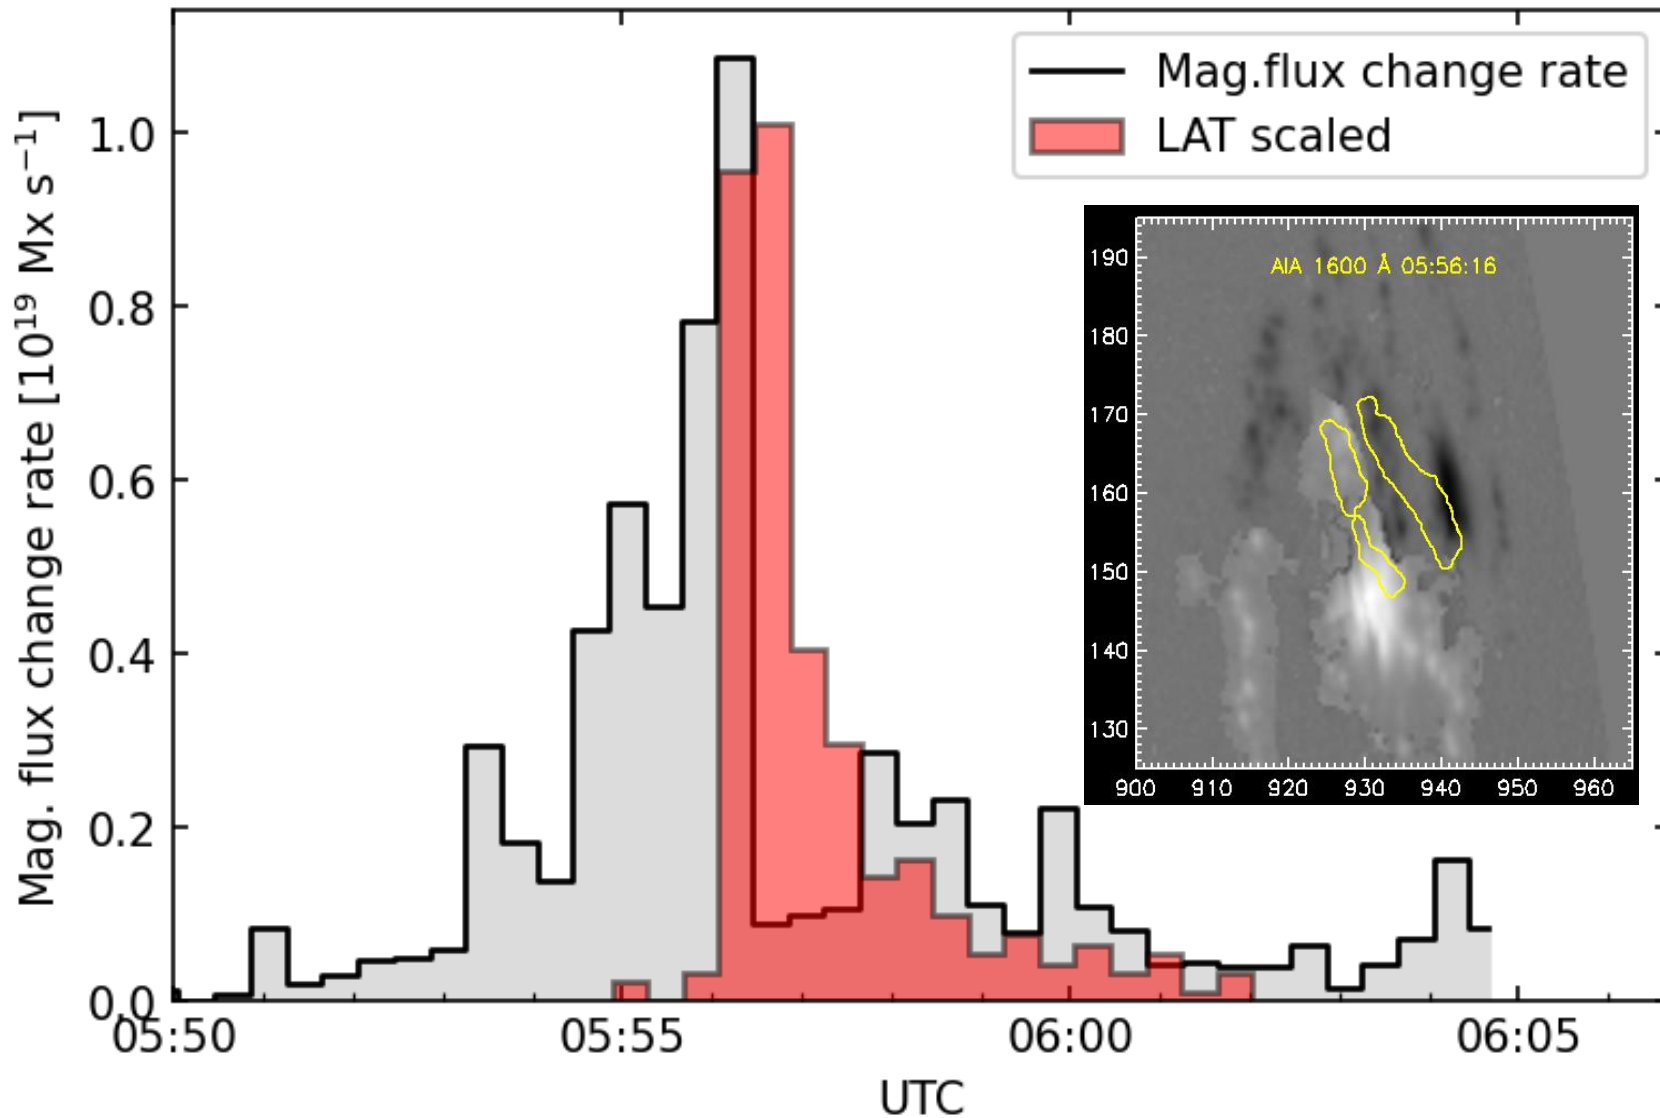 Mag. flux change rate [10¹⁹ Mx s⁻¹]
1.0
0.8
0.6
0.4
0.2
0.0
05:50 05:55 06:00 06:05
UTC
Mag.flux change rate
LAT scaled
AIA 1600 Å 05:56:16
190
180
170
160
150
140
130
900 910 920 930 940 950 960